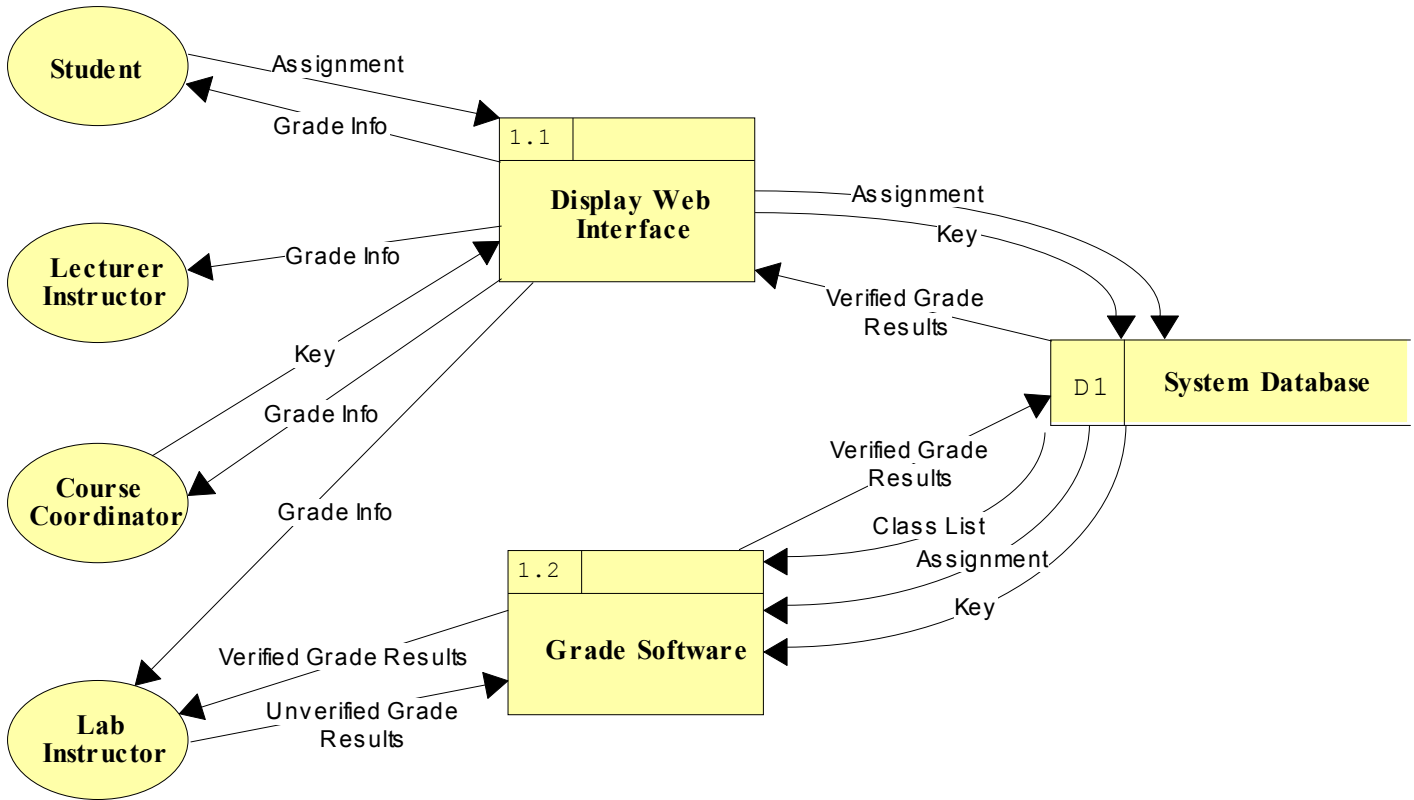 Student
Assignment
Grade Info
1.1
Display Web
Interface
Assignment
Key
Lecturer
Instructor
Grade Info
Verified Grade
Results
Key
D1
System Database
Grade Info
Verified Grade
Results
Course
Coordinator
Grade Info
Class List
Assignment
1.2
Key
Grade Software
Verified Grade Results
Unverified Grade
Results
Lab
Instructor